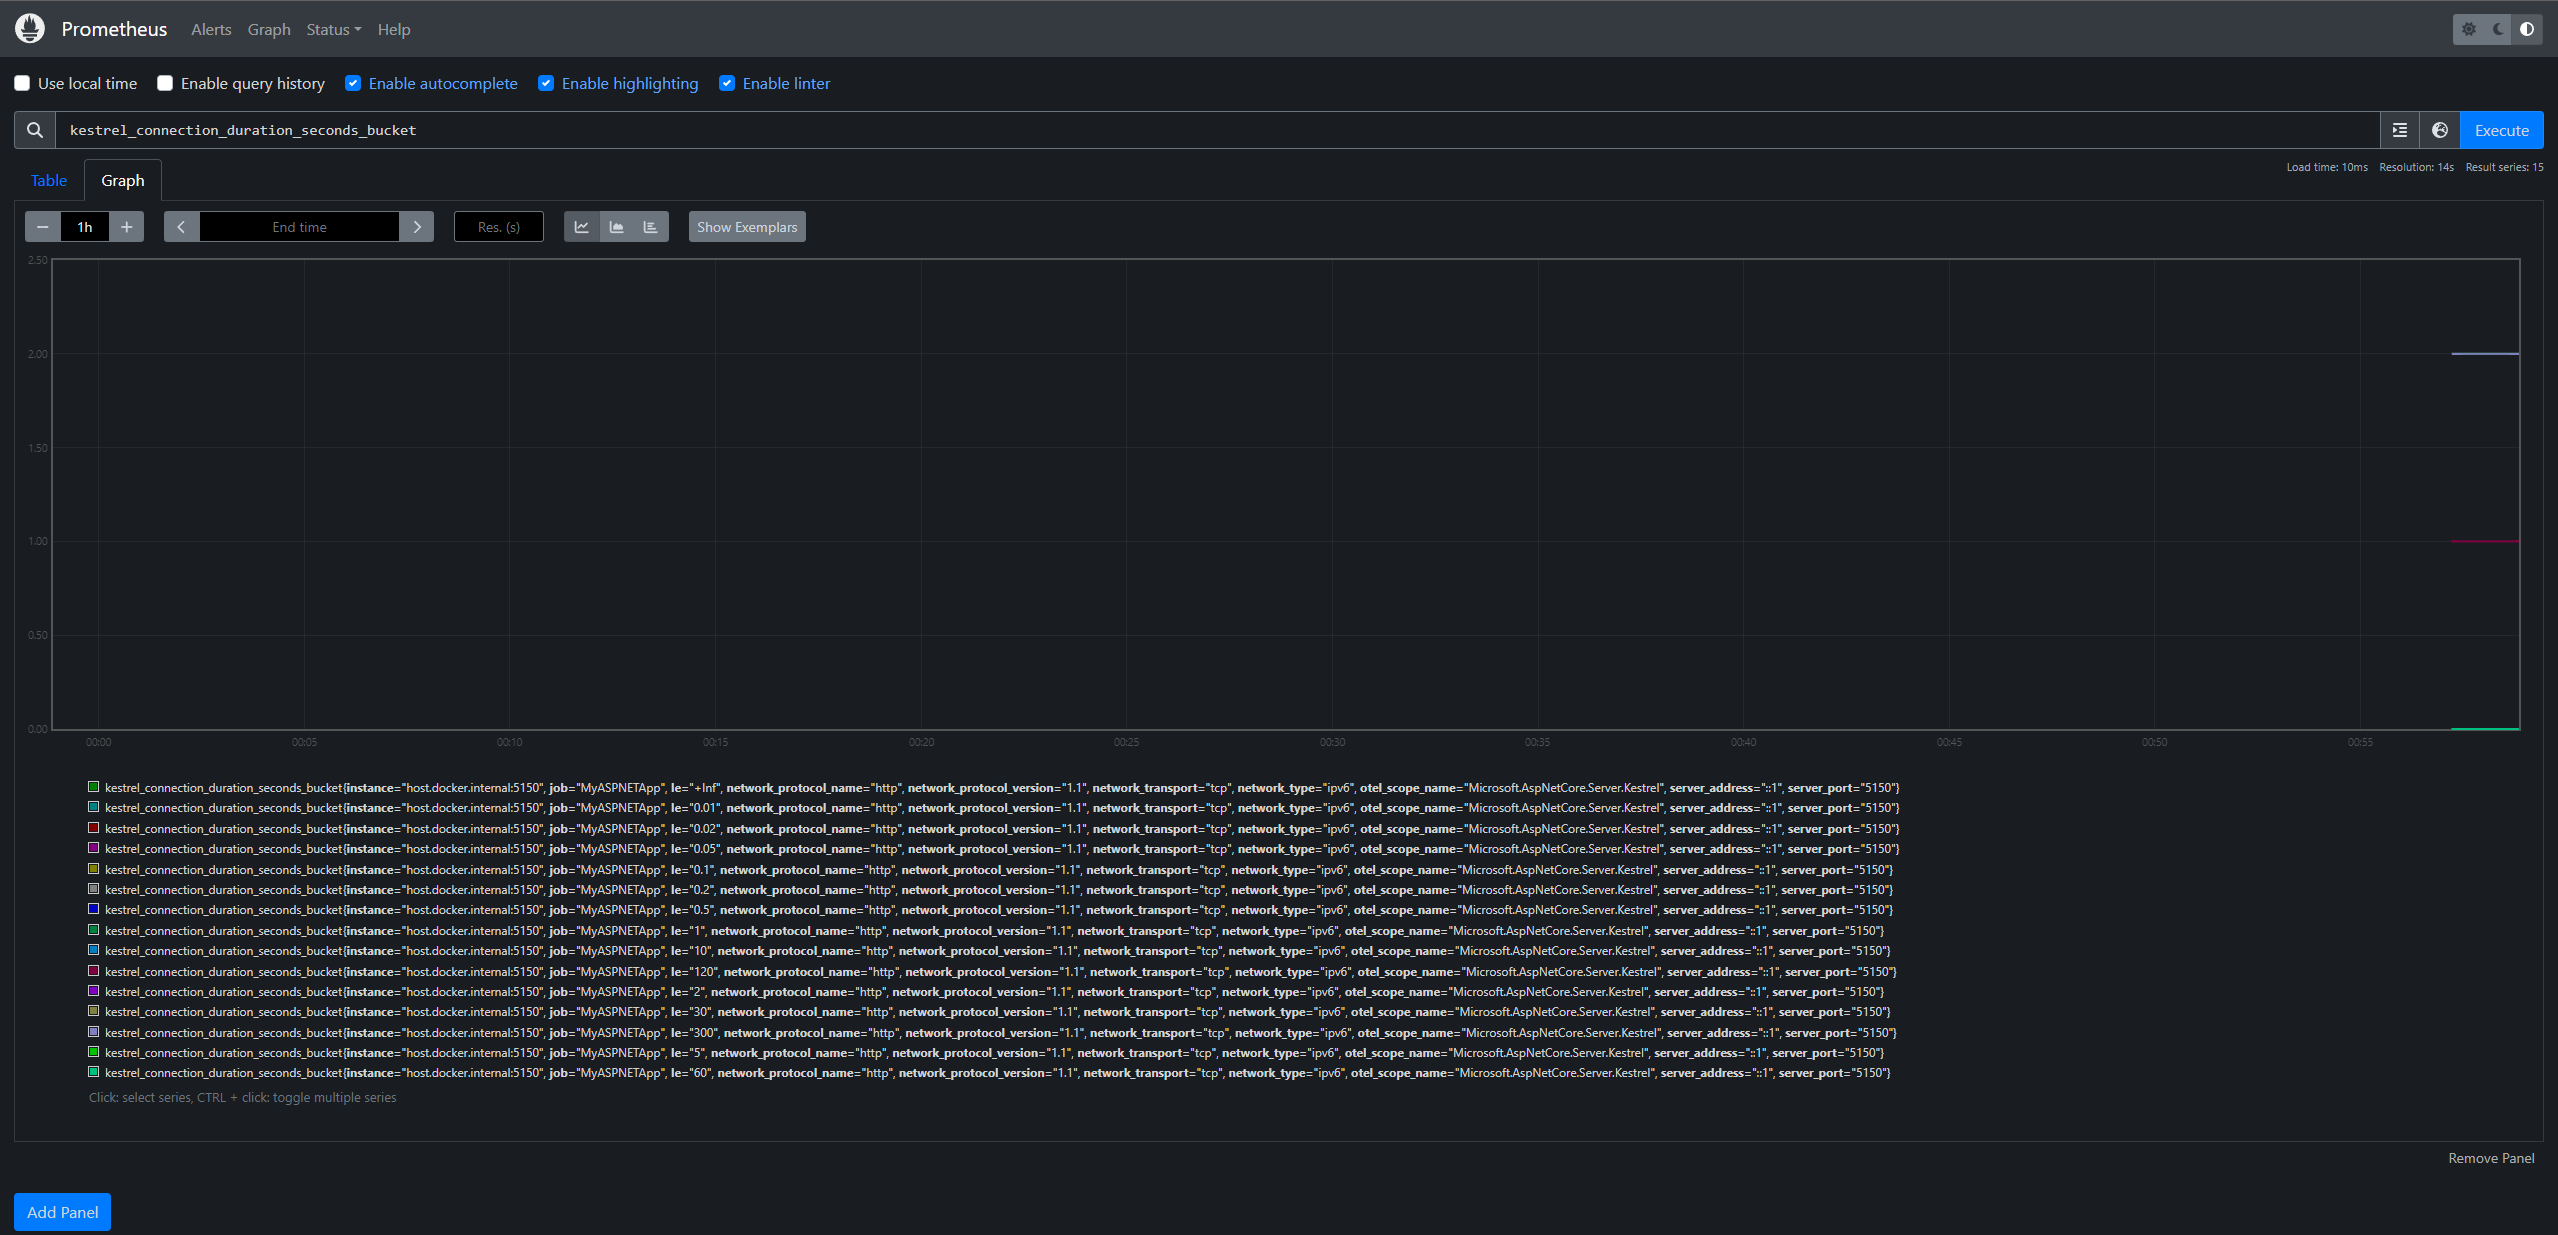 Prometheus Alerts Graph Status Help
Use local time Enable query history Enable autocomplete Enable highlighting Enable linter
kestrel_connection_duration_seconds_bucket Execute
Load time: 10ms Resolution: 14s Result series: 15
Table Graph
− 1h + End time Res. (s) Show Exemplars
2.50
2.00
1.50
1.00
0.50
0.00
00:00 00:05 00:10 00:15 00:20 00:25 00:30 00:35 00:40 00:45 00:50 00:55
kestrel_connection_duration_seconds_bucket{instance="host.docker.internal:5150", job="MyASPNETApp", le="+Inf", network_protocol_name="http", network_protocol_version="1.1", network_transport="tcp", network_type="ipv6", otel_scope_name="Microsoft.AspNetCore.Server.Kestrel", server_address="::1", server_port="5150"}
kestrel_connection_duration_seconds_bucket{instance="host.docker.internal:5150", job="MyASPNETApp", le="0.01", network_protocol_name="http", network_protocol_version="1.1", network_transport="tcp", network_type="ipv6", otel_scope_name="Microsoft.AspNetCore.Server.Kestrel", server_address="::1", server_port="5150"}
kestrel_connection_duration_seconds_bucket{instance="host.docker.internal:5150", job="MyASPNETApp", le="0.02", network_protocol_name="http", network_protocol_version="1.1", network_transport="tcp", network_type="ipv6", otel_scope_name="Microsoft.AspNetCore.Server.Kestrel", server_address="::1", server_port="5150"}
kestrel_connection_duration_seconds_bucket{instance="host.docker.internal:5150", job="MyASPNETApp", le="0.05", network_protocol_name="http", network_protocol_version="1.1", network_transport="tcp", network_type="ipv6", otel_scope_name="Microsoft.AspNetCore.Server.Kestrel", server_address="::1", server_port="5150"}
kestrel_connection_duration_seconds_bucket{instance="host.docker.internal:5150", job="MyASPNETApp", le="0.1", network_protocol_name="http", network_protocol_version="1.1", network_transport="tcp", network_type="ipv6", otel_scope_name="Microsoft.AspNetCore.Server.Kestrel", server_address="::1", server_port="5150"}
kestrel_connection_duration_seconds_bucket{instance="host.docker.internal:5150", job="MyASPNETApp", le="0.2", network_protocol_name="http", network_protocol_version="1.1", network_transport="tcp", network_type="ipv6", otel_scope_name="Microsoft.AspNetCore.Server.Kestrel", server_address="::1", server_port="5150"}
kestrel_connection_duration_seconds_bucket{instance="host.docker.internal:5150", job="MyASPNETApp", le="0.5", network_protocol_name="http", network_protocol_version="1.1", network_transport="tcp", network_type="ipv6", otel_scope_name="Microsoft.AspNetCore.Server.Kestrel", server_address="::1", server_port="5150"}
kestrel_connection_duration_seconds_bucket{instance="host.docker.internal:5150", job="MyASPNETApp", le="1", network_protocol_name="http", network_protocol_version="1.1", network_transport="tcp", network_type="ipv6", otel_scope_name="Microsoft.AspNetCore.Server.Kestrel", server_address="::1", server_port="5150"}
kestrel_connection_duration_seconds_bucket{instance="host.docker.internal:5150", job="MyASPNETApp", le="10", network_protocol_name="http", network_protocol_version="1.1", network_transport="tcp", network_type="ipv6", otel_scope_name="Microsoft.AspNetCore.Server.Kestrel", server_address="::1", server_port="5150"}
kestrel_connection_duration_seconds_bucket{instance="host.docker.internal:5150", job="MyASPNETApp", le="120", network_protocol_name="http", network_protocol_version="1.1", network_transport="tcp", network_type="ipv6", otel_scope_name="Microsoft.AspNetCore.Server.Kestrel", server_address="::1", server_port="5150"}
kestrel_connection_duration_seconds_bucket{instance="host.docker.internal:5150", job="MyASPNETApp", le="2", network_protocol_name="http", network_protocol_version="1.1", network_transport="tcp", network_type="ipv6", otel_scope_name="Microsoft.AspNetCore.Server.Kestrel", server_address="::1", server_port="5150"}
kestrel_connection_duration_seconds_bucket{instance="host.docker.internal:5150", job="MyASPNETApp", le="30", network_protocol_name="http", network_protocol_version="1.1", network_transport="tcp", network_type="ipv6", otel_scope_name="Microsoft.AspNetCore.Server.Kestrel", server_address="::1", server_port="5150"}
kestrel_connection_duration_seconds_bucket{instance="host.docker.internal:5150", job="MyASPNETApp", le="300", network_protocol_name="http", network_protocol_version="1.1", network_transport="tcp", network_type="ipv6", otel_scope_name="Microsoft.AspNetCore.Server.Kestrel", server_address="::1", server_port="5150"}
kestrel_connection_duration_seconds_bucket{instance="host.docker.internal:5150", job="MyASPNETApp", le="5", network_protocol_name="http", network_protocol_version="1.1", network_transport="tcp", network_type="ipv6", otel_scope_name="Microsoft.AspNetCore.Server.Kestrel", server_address="::1", server_port="5150"}
kestrel_connection_duration_seconds_bucket{instance="host.docker.internal:5150", job="MyASPNETApp", le="60", network_protocol_name="http", network_protocol_version="1.1", network_transport="tcp", network_type="ipv6", otel_scope_name="Microsoft.AspNetCore.Server.Kestrel", server_address="::1", server_port="5150"}
Click: select series, CTRL + click: toggle multiple series
Remove Panel
Add Panel